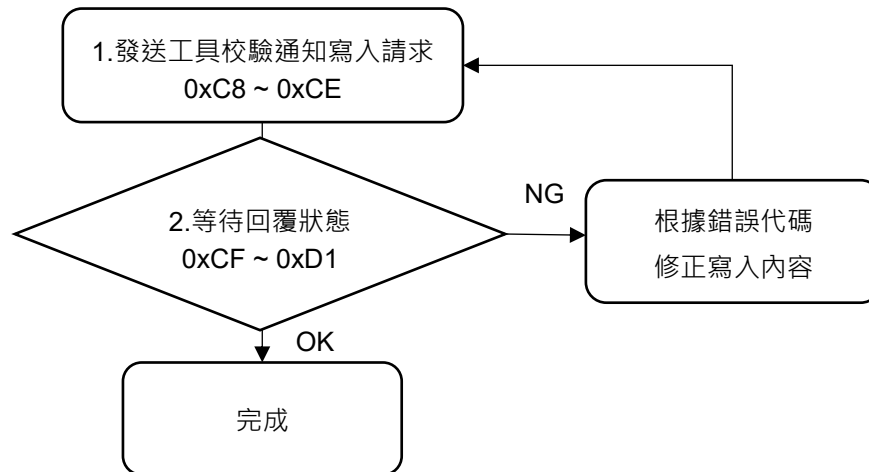 1.發送工具校驗通知寫入請求
0xC8 ~ 0xCE
2.等待回覆狀態
0xCF ~ 0xD1
NG
根據錯誤代碼
修正寫入內容
OK
完成